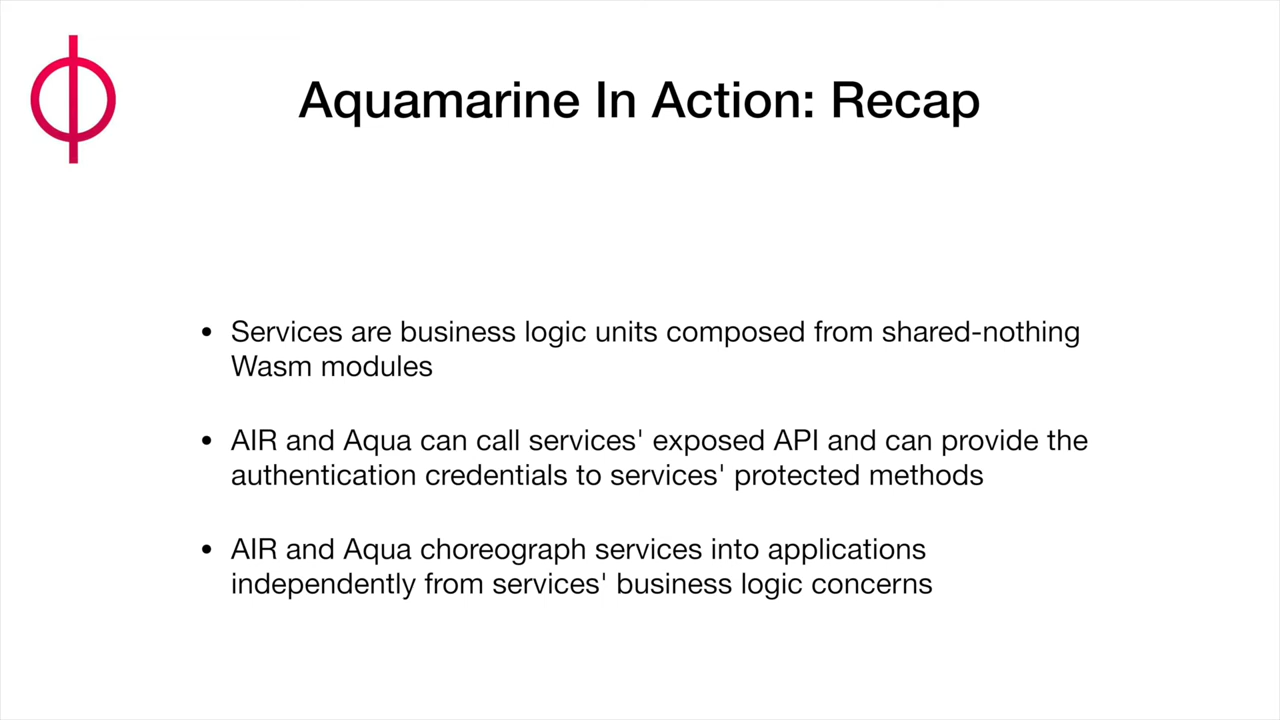 Aquamarine In Action: Recap
• Services are business logic units composed from shared-nothing
Wasm modules
• AIR and Aqua can call services' exposed API and can provide the
authentication credentials to services' protected methods
• AIR and Aqua choreograph services into applications
independently from services' business logic concerns